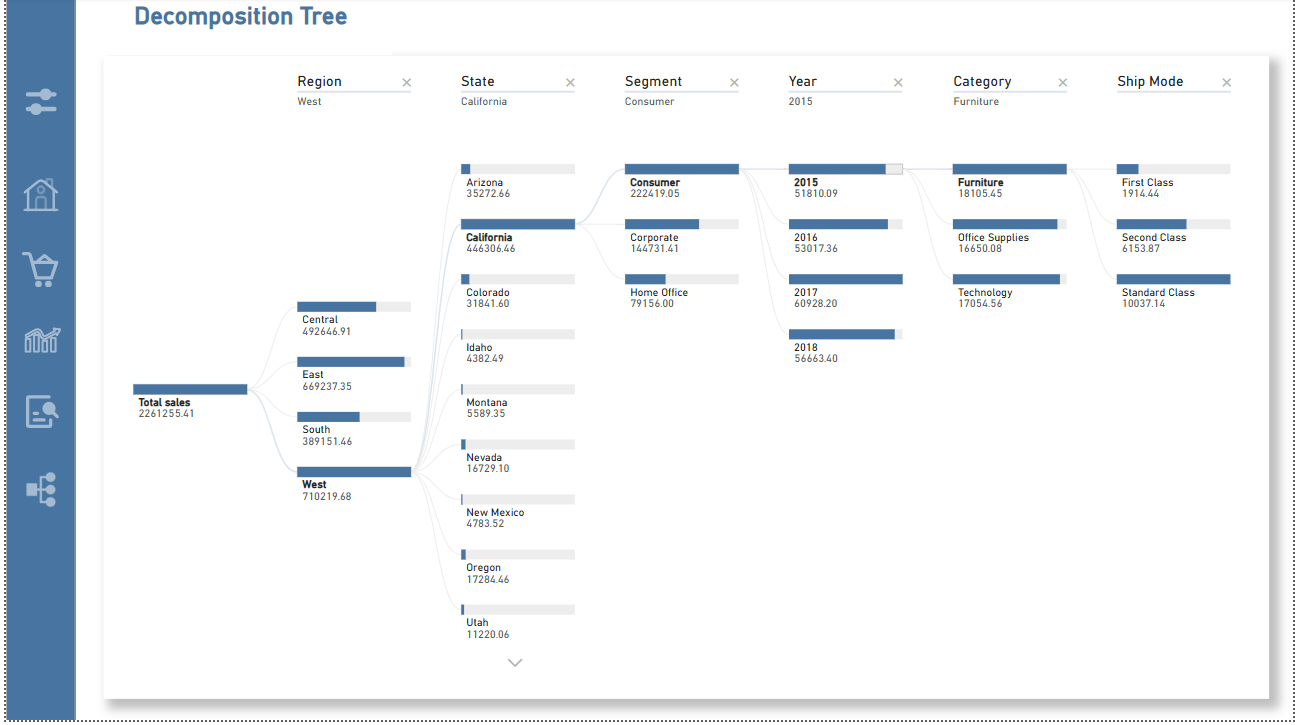 Decomposition Tree
Region
West
State
California
Segment
Consumer
Year
2015
Category
Furniture
Ship Mode
Total sales
2261255.41
Central
492646.91
East
669237.35
South
389151.46
West
710219.68
Arizona
35272.66
California
446306.46
Colorado
31841.60
Idaho
4382.49
Montana
5589.35
Nevada
16729.10
New Mexico
4783.52
Oregon
17284.46
Utah
11220.06
Consumer
222419.05
Corporate
144731.41
Home Office
79156.00
2015
51810.09
2016
53017.36
2017
60928.20
2018
56663.40
Furniture
18105.45
Office Supplies
16650.08
Technology
17054.56
First Class
1914.44
Second Class
6153.87
Standard Class
10037.14